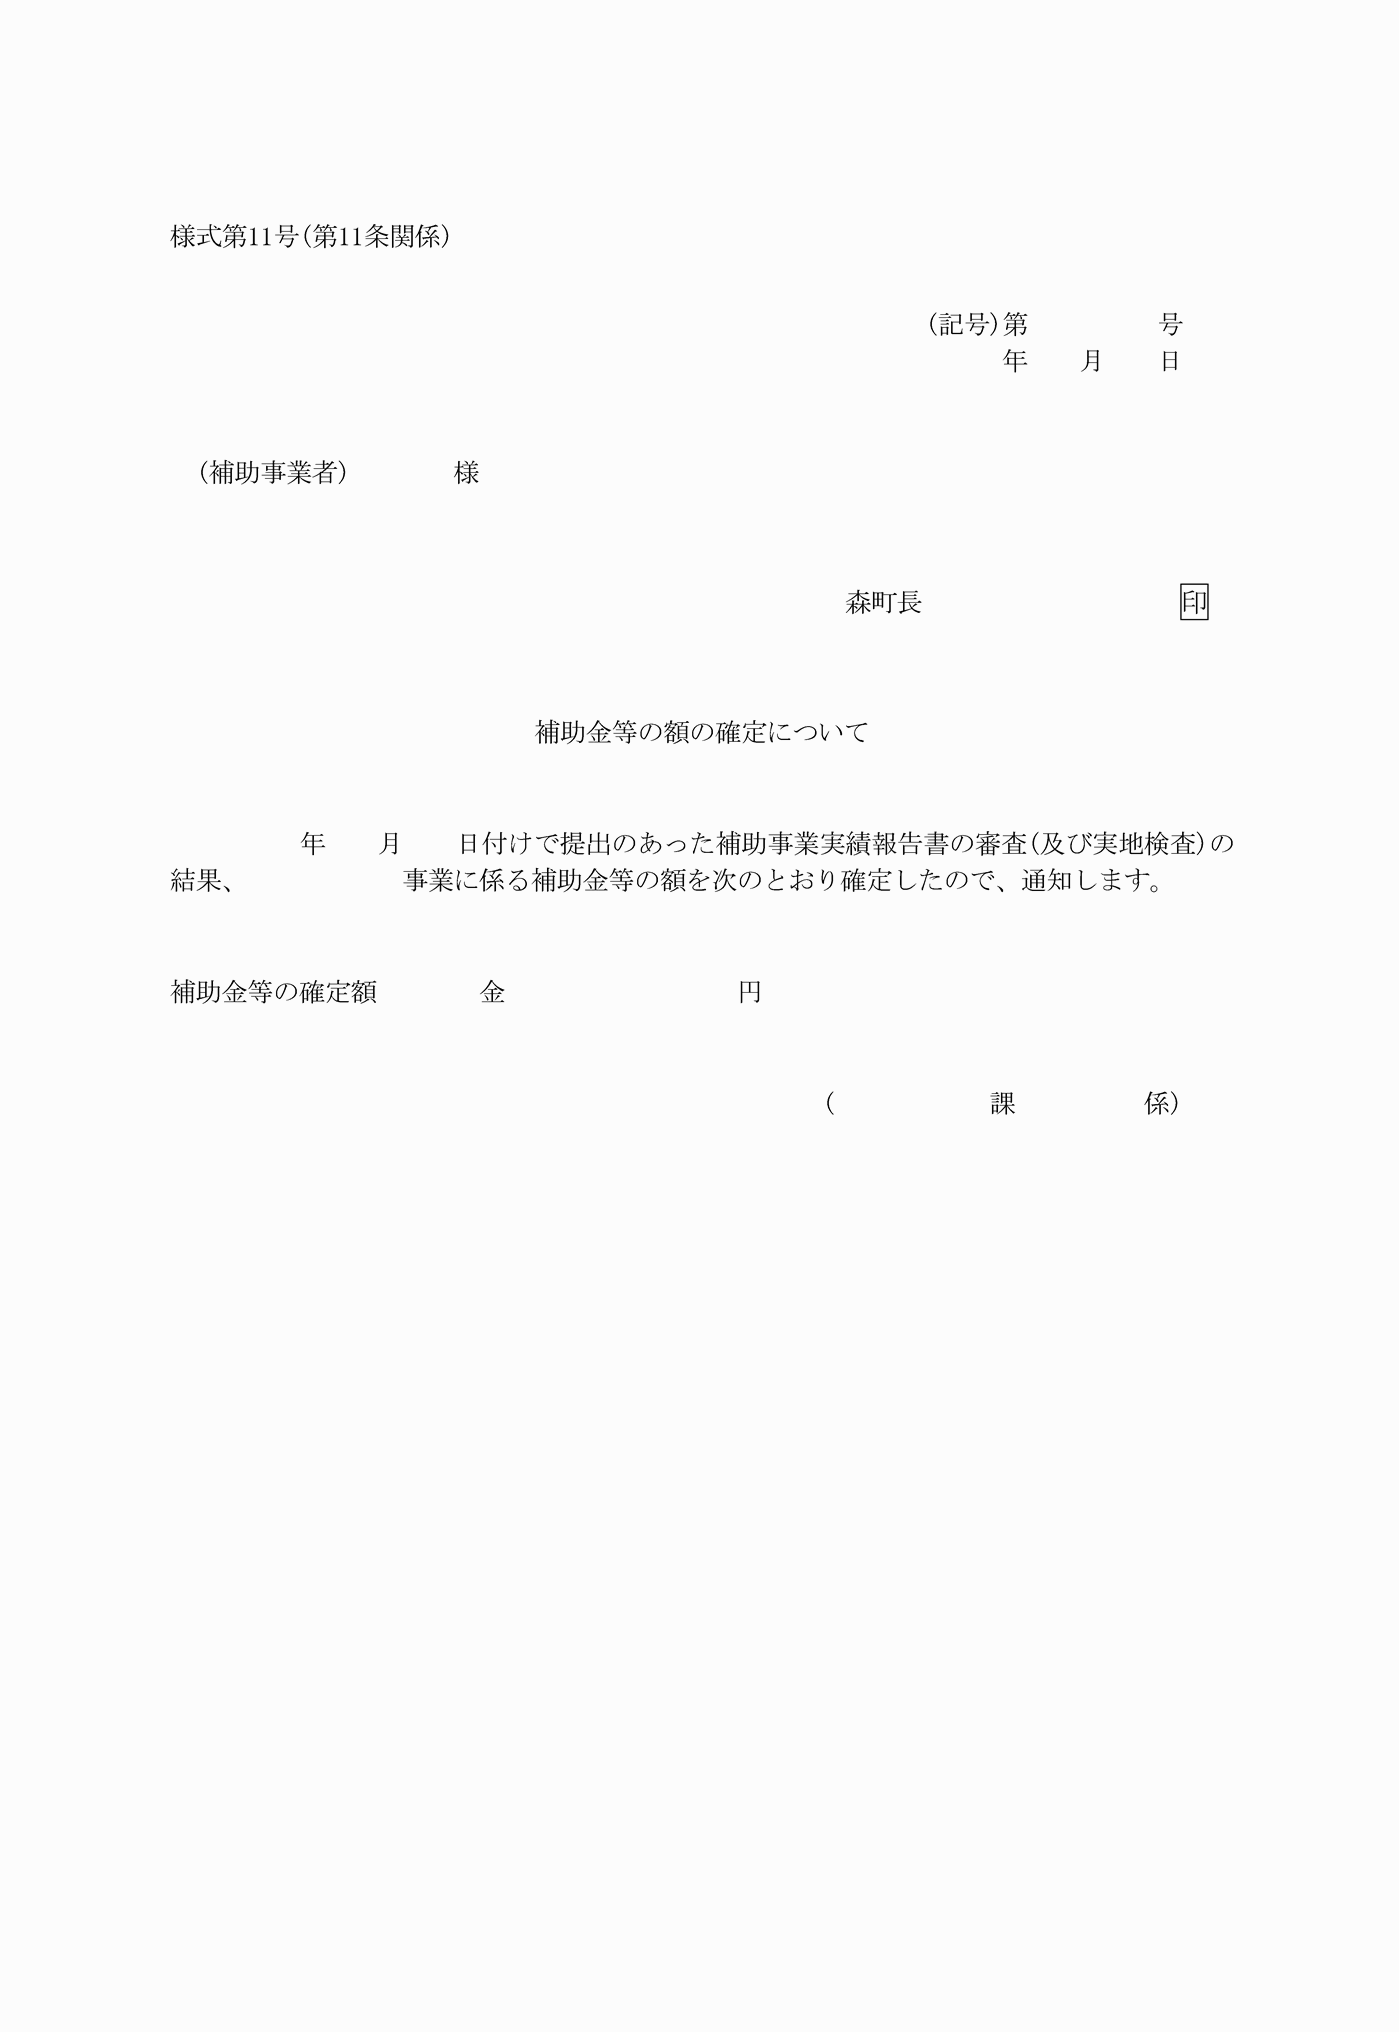 様式第11号(第11条関係)
(記号)第　　　　　号
年　　月　　日
(補助事業者)　　　　様
森町長　　　　　　　　　　印
補助金等の額の確定について
年　　月　　日付けで提出のあった補助事業実績報告書の審査(及び実地検査)の
結果、　　　　　　　事業に係る補助金等の額を次のとおり確定したので、通知します。
補助金等の確定額　　　　金　　　　　　　　　円
(　　　　　　課　　　　　係)